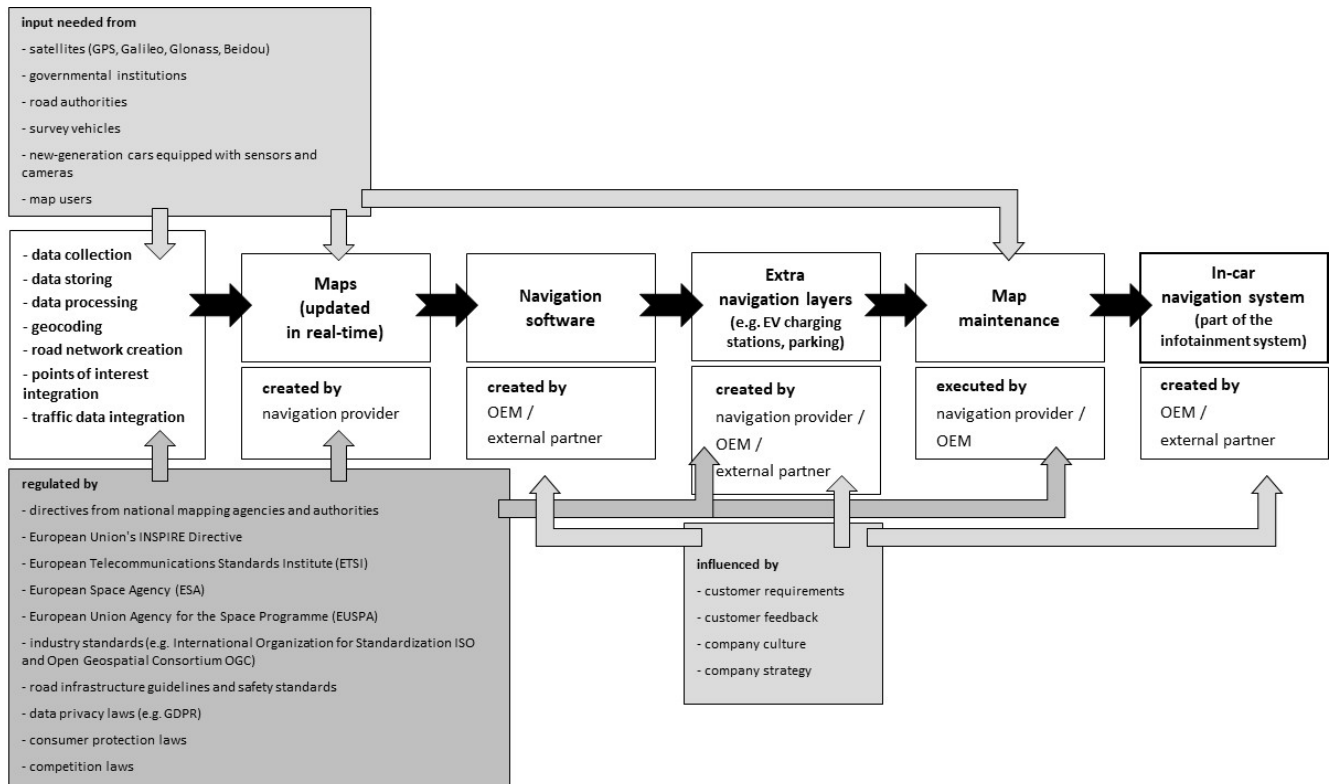 input needed from
- satellites (GPS, Galileo, Glonass, Beidou)
- governmental institutions
- road authorities
- survey vehicles
- new-generation cars equipped with sensors and
cameras
- map users
- data collection
- data storing
- data processing
- geocoding
- road network creation
- points of interest
integration
- traffic data integration
Maps
(updated
in real-time)
created by
navigation provider
Navigation
software
created by
OEM /
external partner
Extra
navigation layers
(e.g. EV charging
stations, parking)
created by
navigation provider /
OEM /
external partner
Map
maintenance
executed by
navigation provider /
OEM
In-car
navigation system
(part of the
infotainment system)
created by
OEM /
external partner
regulated by
- directives from national mapping agencies and authorities
- European Union's INSPIRE Directive
- European Telecommunications Standards Institute (ETSI)
- European Space Agency (ESA)
- European Union Agency for the Space Programme (EUSPA)
- industry standards (e.g. International Organization for Standardization ISO
and Open Geospatial Consortium OGC)
- road infrastructure guidelines and safety standards
- data privacy laws (e.g. GDPR)
- consumer protection laws
- competition laws
influenced by
- customer requirements
- customer feedback
- company culture
- company strategy